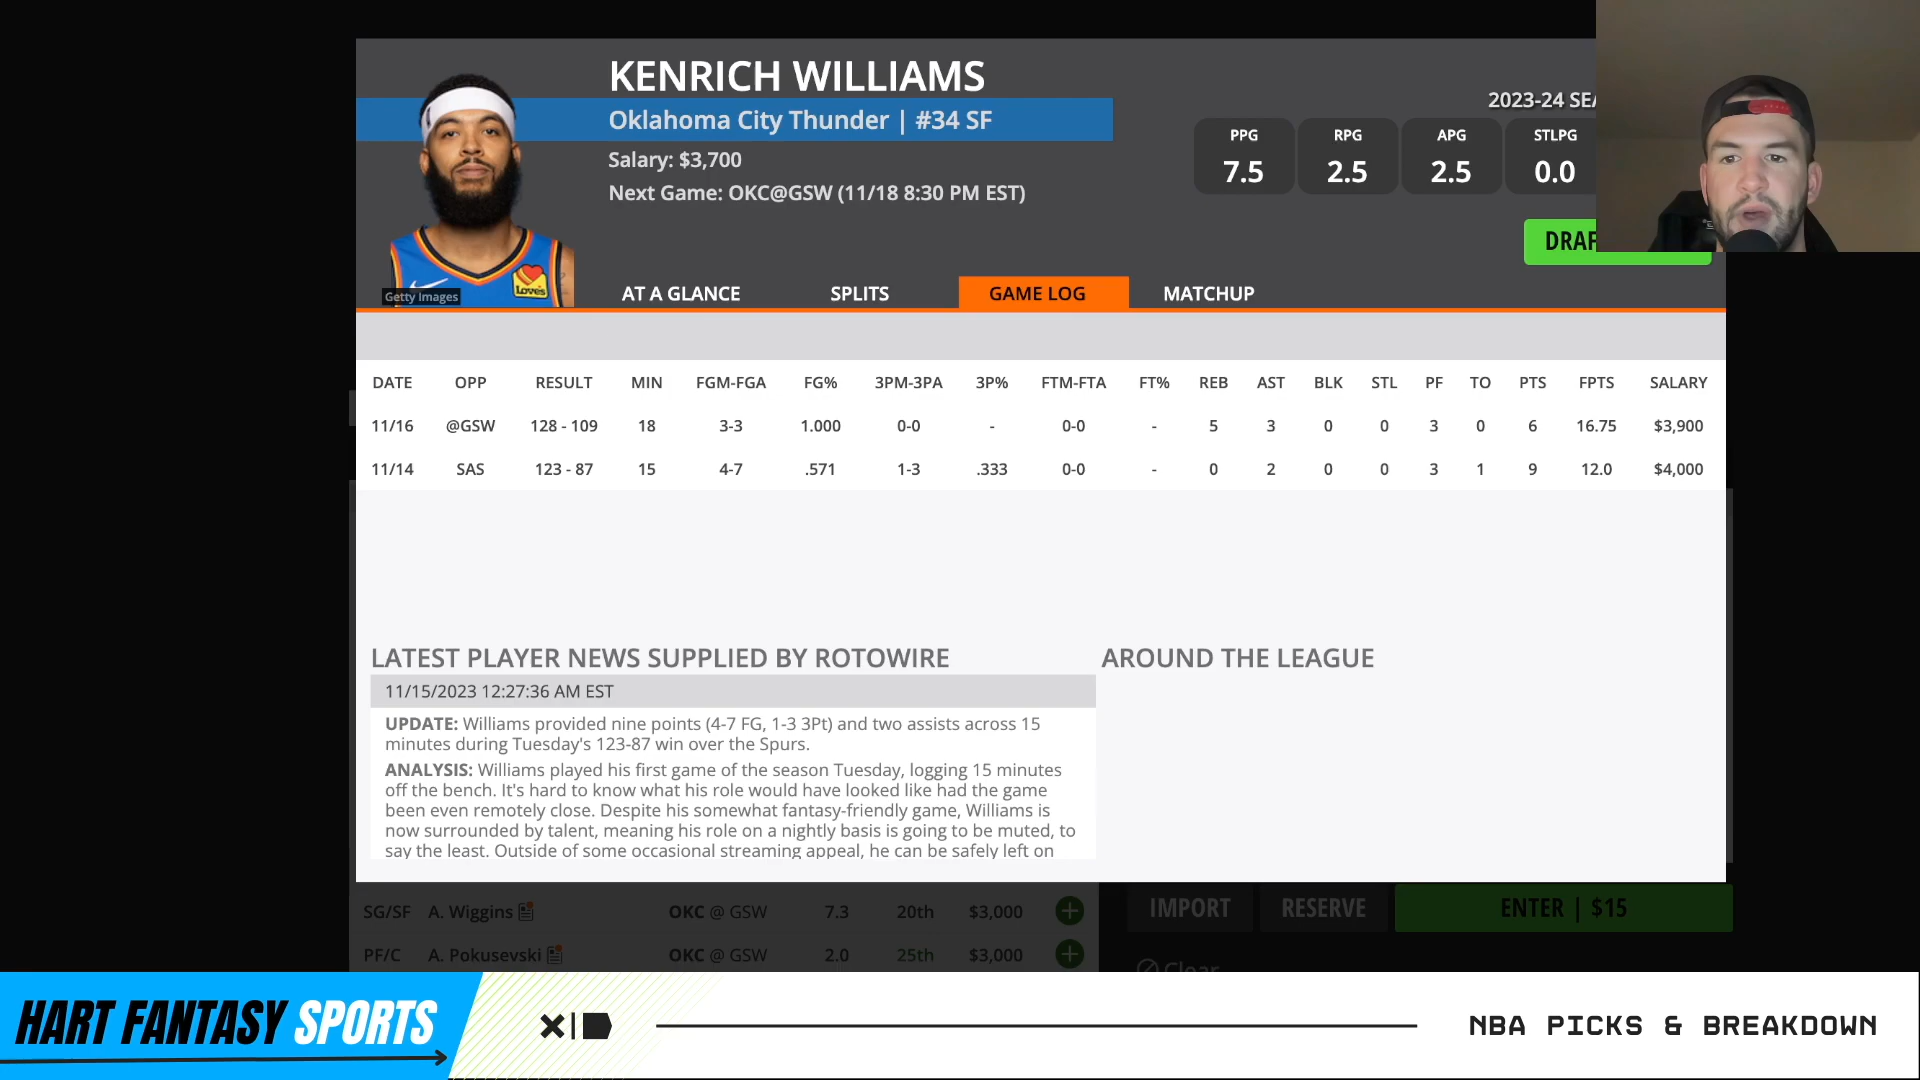 KENRICH WILLIAMS
Oklahoma City Thunder | #34 SF
Salary: $3,700
Next Game: OKC@GSW (11/18 8:30 PM EST)
2023-24 SEA
PPG RPG APG STLPG
7.5 2.5 2.5 0.0
DRAF
Getty Images
Loves
AT A GLANCE SPLITS GAME LOG MATCHUP
DATE OPP RESULT MIN FGM-FGA FG% 3PM-3PA 3P% FTM-FTA FT% REB AST BLK STL PF TO PTS FPTS SALARY
11/16 @GSW 128 - 109 18 3-3 1.000 0-0 - 0-0 - 5 3 0 0 3 0 6 16.75 $3,900
11/14 SAS 123 - 87 15 4-7 .571 1-3 .333 0-0 - 0 2 0 0 3 1 9 12.0 $4,000
LATEST PLAYER NEWS SUPPLIED BY ROTOWIRE
11/15/2023 12:27:36 AM EST
UPDATE: Williams provided nine points (4-7 FG, 1-3 3Pt) and two assists across 15
minutes during Tuesday's 123-87 win over the Spurs.
ANALYSIS: Williams played his first game of the season Tuesday, logging 15 minutes
off the bench. It's hard to know what his role would have looked like had the game
been even remotely close. Despite his somewhat fantasy-friendly game, Williams is
now surrounded by talent, meaning his role on a nightly basis is going to be muted, to
say the least. Outside of some occasional streaming appeal, he can be safely left on
AROUND THE LEAGUE
SG/SF A. Wiggins OKC @ GSW 7.3 20th $3,000
PF/C A. Pokusevski OKC @ GSW 2.0 25th $3,000
IMPORT RESERVE ENTER | $15
Clear
HART FANTASY SPORTS
NBA PICKS & BREAKDOWN